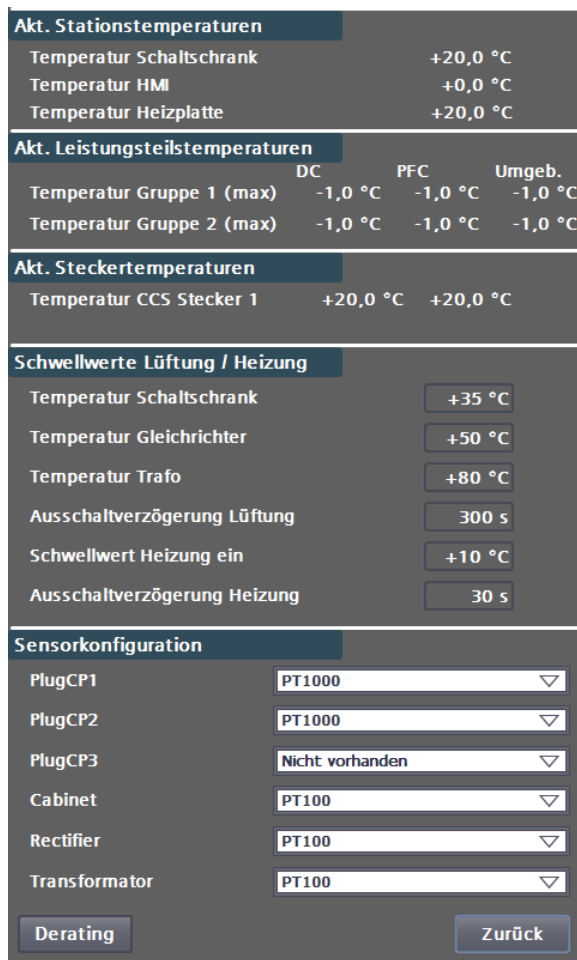 Akt. Stationstemperaturen
Temperatur Schaltschrank +20,0 °C
Temperatur HMI +0,0 °C
Temperatur Heizplatte +20,0 °C
Akt. Leistungsteilstemperaturen
DC PFC Umgeb.
Temperatur Gruppe 1 (max) -1,0 °C -1,0 °C -1,0 °C
Temperatur Gruppe 2 (max) -1,0 °C -1,0 °C -1,0 °C
Akt. Steckertemperaturen
Temperatur CCS Stecker 1 +20,0 °C +20,0 °C
Schwellwerte Lüftung / Heizung
Temperatur Schaltschrank +35 °C
Temperatur Gleichrichter +50 °C
Temperatur Trafo +80 °C
Ausschaltverzögerung Lüftung 300 s
Schwellwert Heizung ein +10 °C
Ausschaltverzögerung Heizung 30 s
Sensorkonfiguration
PlugCP1 PT1000
PlugCP2 PT1000
PlugCP3 Nicht vorhanden
Cabinet PT100
Rectifier PT100
Transformator PT100
Derating Zurück